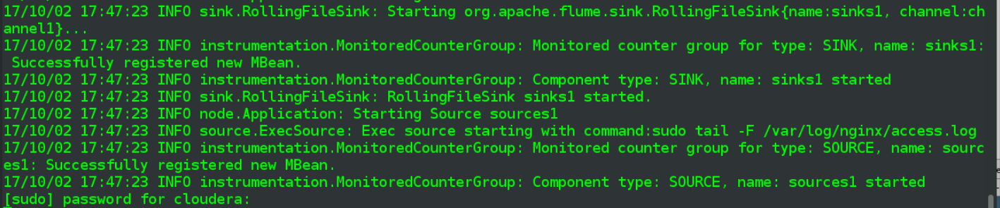 17/10/02 17:47:23 INFO sink.RollingFileSink: Starting org.apache.flume.sink.RollingFileSink{name:sinks1, channel:ch
annel1}...
17/10/02 17:47:23 INFO instrumentation.MonitoredCounterGroup: Monitored counter group for type: SINK, name: sinks1:
 Successfully registered new MBean.
17/10/02 17:47:23 INFO instrumentation.MonitoredCounterGroup: Component type: SINK, name: sinks1 started
17/10/02 17:47:23 INFO sink.RollingFileSink: RollingFileSink sinks1 started.
17/10/02 17:47:23 INFO node.Application: Starting Source sources1
17/10/02 17:47:23 INFO source.ExecSource: Exec source starting with command:sudo tail -F /var/log/nginx/access.log
17/10/02 17:47:23 INFO instrumentation.MonitoredCounterGroup: Monitored counter group for type: SOURCE, name: sourc
es1: Successfully registered new MBean.
17/10/02 17:47:23 INFO instrumentation.MonitoredCounterGroup: Component type: SOURCE, name: sources1 started
[sudo] password for cloudera: